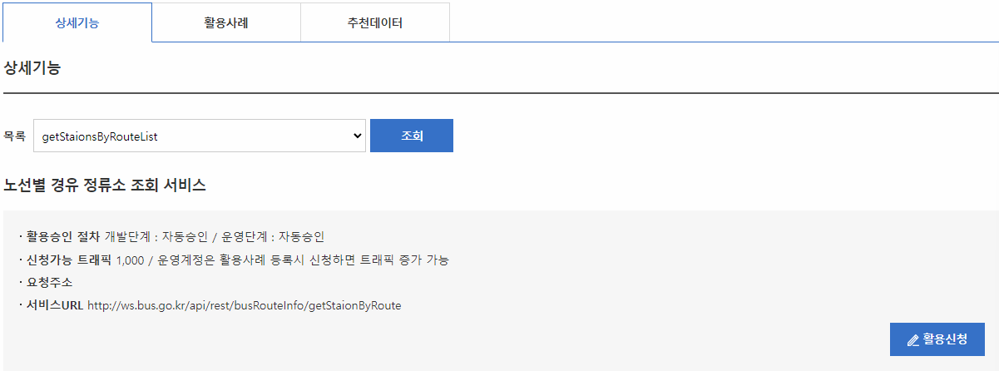 상세기능 활용사례 추천데이터
상세기능
목록 getStaionsByRouteList 조회
노선별 경유 정류소 조회 서비스
· 활용승인 절차 개발단계 : 자동승인 / 운영단계 : 자동승인
· 신청가능 트래픽 1,000 / 운영계정은 활용사례 등록시 신청하면 트래픽 증가 가능
· 요청주소
· 서비스URL http://ws.bus.go.kr/api/rest/busRouteInfo/getStaionByRoute
활용신청